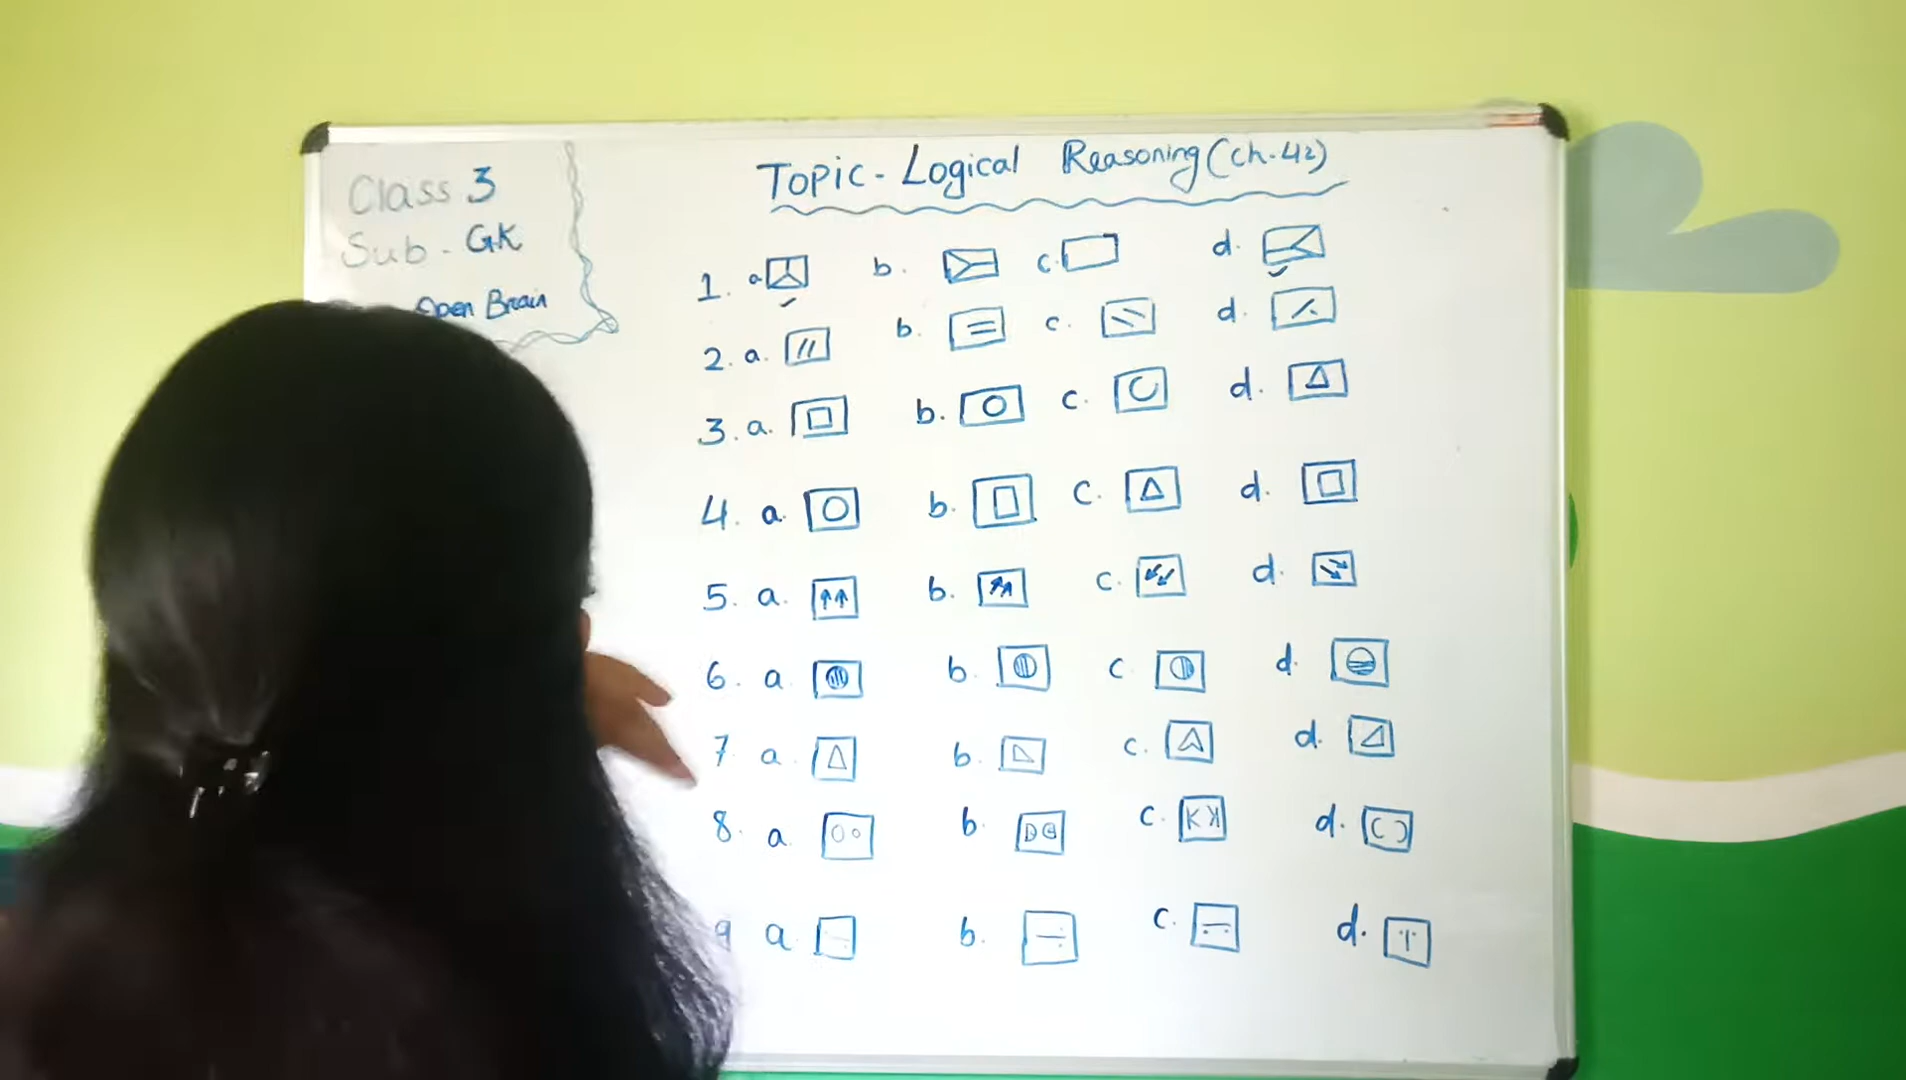 Class 3
Sub - GK
Open Brain
Topic - Logical Reasoning (Ch-42)
1. a. b. c. d.
2. a. b. c. d.
3. a. b. c. d.
4. a. b. c. d.
5. a. b. c. d.
6. a b. c d.
7 a b. c. d.
8. a b. c. d.
9 a b. c. d.